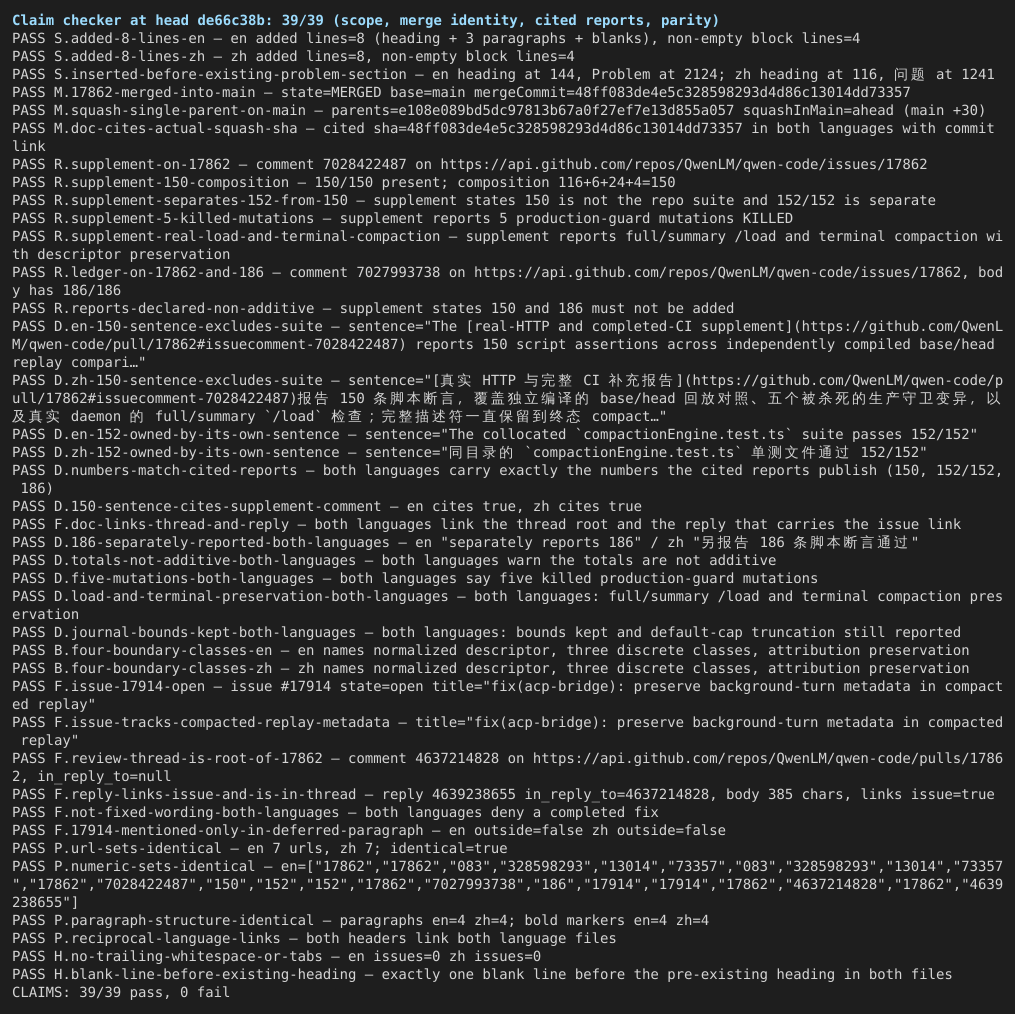 Claim checker at head de66c38b: 39/39 (scope, merge identity, cited reports, parity)
PASS S.added-8-lines-en — en added lines=8 (heading + 3 paragraphs + blanks), non-empty block lines=4
PASS S.added-8-lines-zh — zh added lines=8, non-empty block lines=4
PASS S.inserted-before-existing-problem-section — en heading at 144, Problem at 2124; zh heading at 116, 问题 at 1241
PASS M.17862-merged-into-main — state=MERGED base=main mergeCommit=48ff083de4e5c328598293d4d86c13014dd73357
PASS M.squash-single-parent-on-main — parents=e108e089bd5dc97813b67a0f27ef7e13d855a057 squashInMain=ahead (main +30)
PASS M.doc-cites-actual-squash-sha — cited sha=48ff083de4e5c328598293d4d86c13014dd73357 in both languages with commit
link
PASS R.supplement-on-17862 — comment 7028422487 on https://api.github.com/repos/QwenLM/qwen-code/issues/17862
PASS R.supplement-150-composition — 150/150 present; composition 116+6+24+4=150
PASS R.supplement-separates-152-from-150 — supplement states 150 is not the repo suite and 152/152 is separate
PASS R.supplement-5-killed-mutations — supplement reports 5 production-guard mutations KILLED
PASS R.supplement-real-load-and-terminal-compaction — supplement reports full/summary /load and terminal compaction wi
th descriptor preservation
PASS R.ledger-on-17862-and-186 — comment 7027993738 on https://api.github.com/repos/QwenLM/qwen-code/issues/17862, bod
y has 186/186
PASS R.reports-declared-non-additive — supplement states 150 and 186 must not be added
PASS D.en-150-sentence-excludes-suite — sentence="The [real-HTTP and completed-CI supplement](https://github.com/QwenL
M/qwen-code/pull/17862#issuecomment-7028422487) reports 150 script assertions across independently compiled base/head
replay compari…"
PASS D.zh-150-sentence-excludes-suite — sentence="[真实 HTTP 与完整 CI 补充报告](https://github.com/QwenLM/qwen-code/p
ull/17862#issuecomment-7028422487)报告 150 条脚本断言, 覆盖独立编译的 base/head 回放对照、五个被杀死的生产守卫变异, 以
及真实 daemon 的 full/summary `/load` 检查；完整描述符一直保留到终态 compact…"
PASS D.en-152-owned-by-its-own-sentence — sentence="The collocated `compactionEngine.test.ts` suite passes 152/152"
PASS D.zh-152-owned-by-its-own-sentence — sentence="同目录的 `compactionEngine.test.ts` 单测文件通过 152/152"
PASS D.numbers-match-cited-reports — both languages carry exactly the numbers the cited reports publish (150, 152/152,
186)
PASS D.150-sentence-cites-supplement-comment — en cites true, zh cites true
PASS F.doc-links-thread-and-reply — both languages link the thread root and the reply that carries the issue link
PASS D.186-separately-reported-both-languages — en "separately reports 186" / zh "另报告 186 条脚本断言通过"
PASS D.totals-not-additive-both-languages — both languages warn the totals are not additive
PASS D.five-mutations-both-languages — both languages say five killed production-guard mutations
PASS D.load-and-terminal-preservation-both-languages — both languages: full/summary /load and terminal compaction pres
ervation
PASS D.journal-bounds-kept-both-languages — both languages: bounds kept and default-cap truncation still reported
PASS B.four-boundary-classes-en — en names normalized descriptor, three discrete classes, attribution preservation
PASS B.four-boundary-classes-zh — zh names normalized descriptor, three discrete classes, attribution preservation
PASS F.issue-17914-open — issue #17914 state=open title="fix(acp-bridge): preserve background-turn metadata in compact
ed replay"
PASS F.issue-tracks-compacted-replay-metadata — title="fix(acp-bridge): preserve background-turn metadata in compacted
replay"
PASS F.review-thread-is-root-of-17862 — comment 4637214828 on https://api.github.com/repos/QwenLM/qwen-code/pulls/1786
2, in_reply_to=null
PASS F.reply-links-issue-and-is-in-thread — reply 4639238655 in_reply_to=4637214828, body 385 chars, links issue=true
PASS F.not-fixed-wording-both-languages — both languages deny a completed fix
PASS F.17914-mentioned-only-in-deferred-paragraph — en outside=false zh outside=false
PASS P.url-sets-identical — en 7 urls, zh 7; identical=true
PASS P.numeric-sets-identical — en=["17862","17862","083","328598293","13014","73357","083","328598293","13014","73357
","17862","7028422487","150","152","152","17862","7027993738","186","17914","17914","17862","4637214828","17862","4639
238655"]
PASS P.paragraph-structure-identical — paragraphs en=4 zh=4; bold markers en=4 zh=4
PASS P.reciprocal-language-links — both headers link both language files
PASS H.no-trailing-whitespace-or-tabs — en issues=0 zh issues=0
PASS H.blank-line-before-existing-heading — exactly one blank line before the pre-existing heading in both files
CLAIMS: 39/39 pass, 0 fail